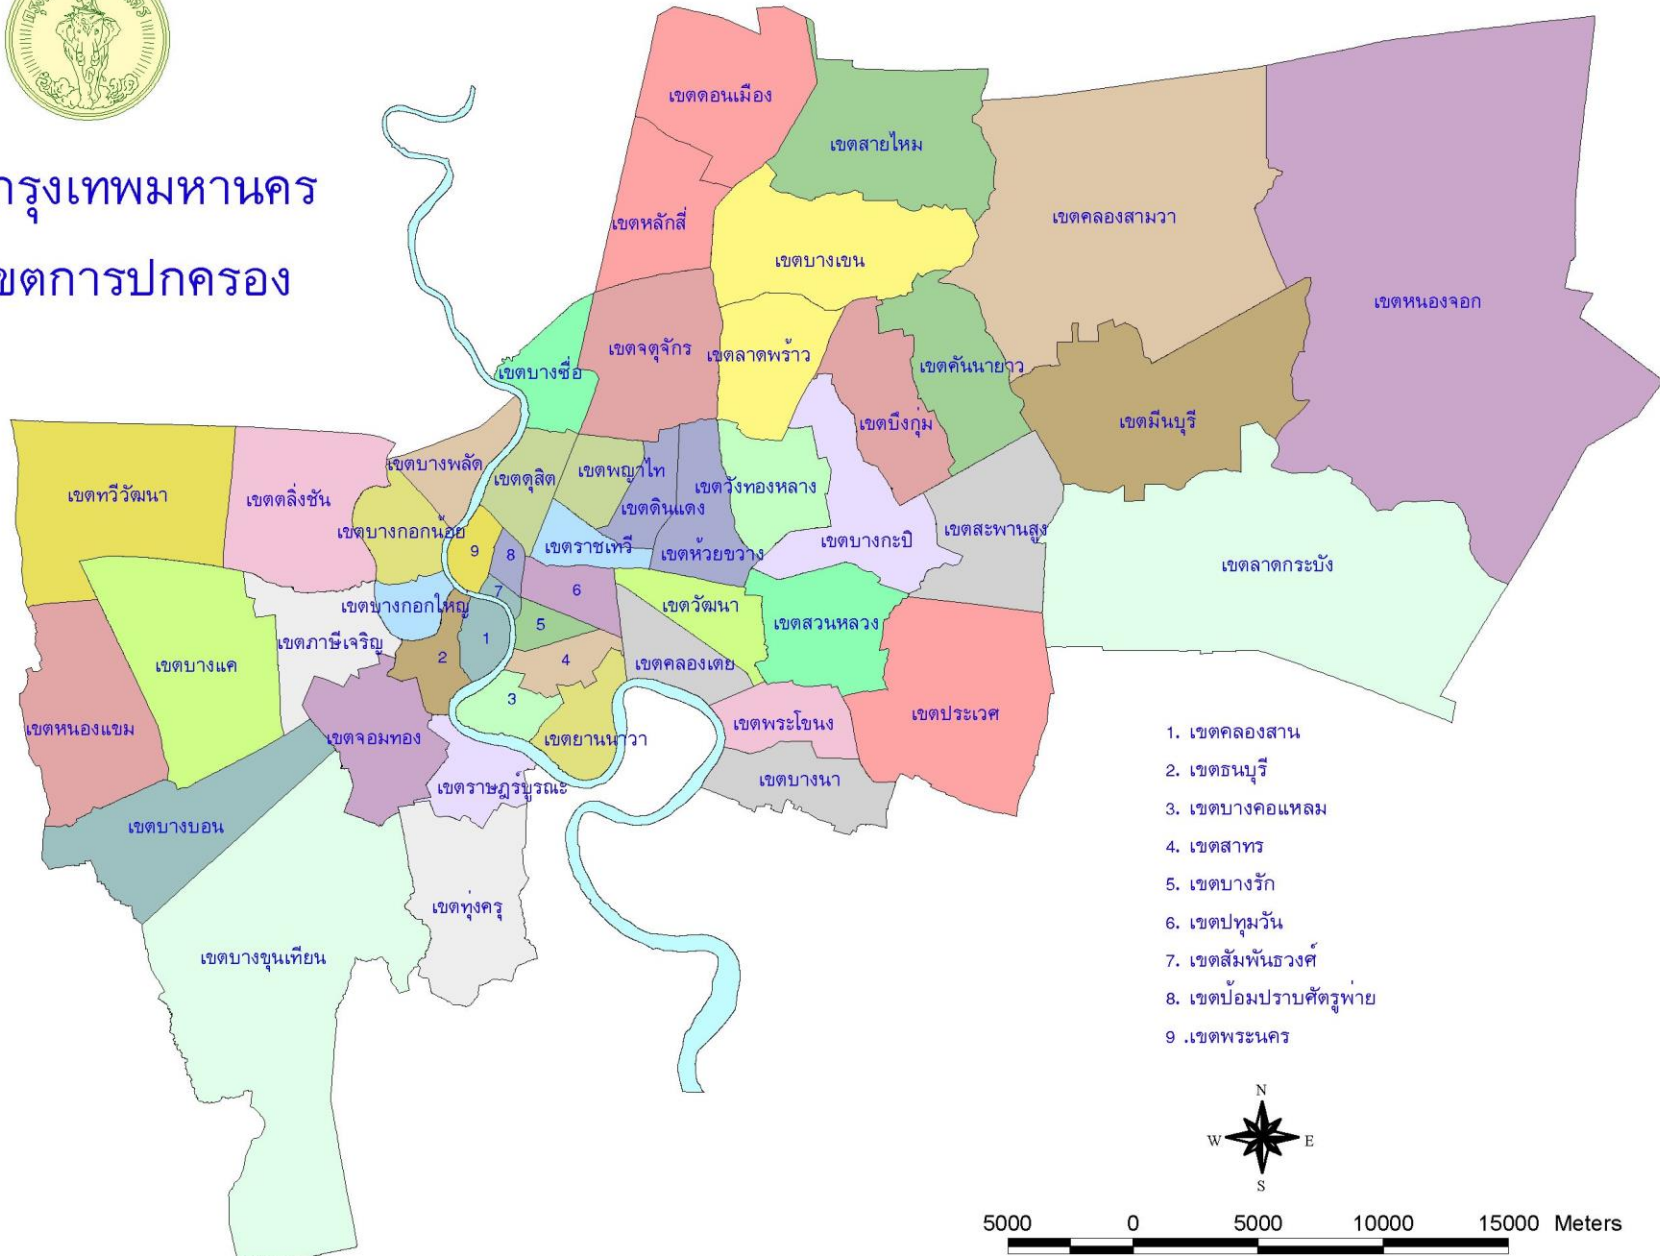 กรุงเทพมหานคร
เขตการปกครอง
เขตดอนเมือง
เขตสายไหม
เขตหลักสี่
เขตคลองสามวา
เขตบางเขน
เขตหนองจอก
เขตจตุจักร
เขตลาดพร้าว
เขตบางซื่อ
เขตคันนายาว
เขตบึงกุ่ม
เขตมีนบุรี
เขตบางพลัด
เขตดุสิต
เขตพญาไท
เขตวังทองหลาง
เขตทวีวัฒนา
เขตตลิ่งชัน
เขตดินแดง
เขตบางกอกน้อย
เขตสะพานสูง
เขตบางกะปิ
9
8
เขตราชเทวี
เขตห้วยขวาง
เขตลาดกระบัง
7
6
เขตบางกอกใหญ่
เขตวัฒนา
เขตสวนหลวง
5
1
เขตภาษีเจริญ
2
4
เขตบางแค
เขตคลองเตย
3
เขตประเวศ
เขตหนองแขม
เขตจอมทอง
เขตยานนาวา
เขตพระโขนง
เขตบางนา
เขตราษฎร์บูรณะ
เขตบางบอน
เขตทุ่งครุ
เขตบางขุนเทียน
1. เขตคลองสาน
2. เขตธนบุรี
3. เขตบางคอแหลม
4. เขตสาทร
5. เขตบางรัก
6. เขตปทุมวัน
7. เขตสัมพันธวงศ์
8. เขตป้อมปราบศัตรูพ่าย
9 .เขตพระนคร
N
W E
S
5000 0 5000 10000 15000 Meters